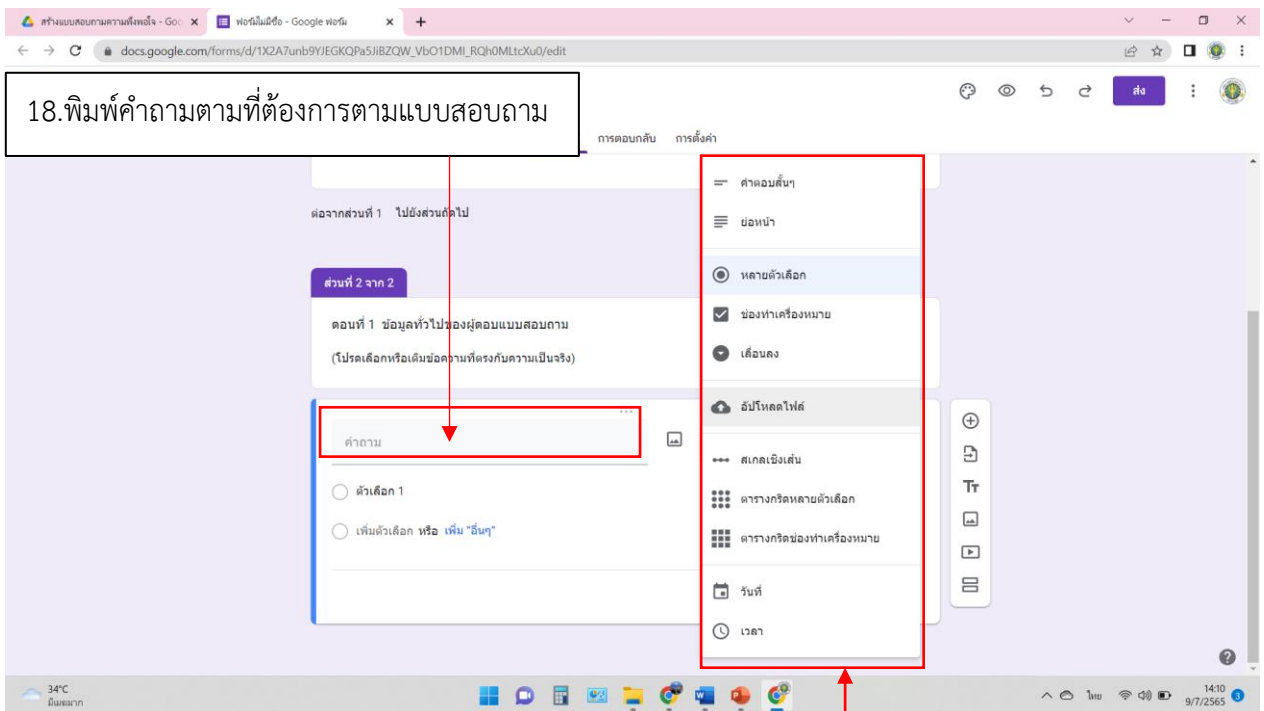 สร้างแบบสอบถามความพึงพอใจ - Goo
ฟอร์มไม่มีชื่อ - Google ฟอร์ม
docs.google.com/forms/d/1X2A7unb9YJEGKQPa5JiBZQW_VbO1DMI_RQh0MLtcXu0/edit
18.พิมพ์คำถามตามที่ต้องการตามแบบสอบถาม
ส่ง
การตอบกลับ การตั้งค่า
คำตอบสั้นๆ
ต่อจากส่วนที่ 1 ไปยังส่วนถัดไป
ย่อหน้า
หลายตัวเลือก
ส่วนที่ 2 จาก 2
ช่องทำเครื่องหมาย
ตอนที่ 1 ข้อมูลทั่วไปของผู้ตอบแบบสอบถาม
เลื่อนลง
(โปรดเลือกหรือเติมข้อความที่ตรงกับความเป็นจริง)
อัปโหลดไฟล์
คำถาม
สเกลเชิงเส้น
ตัวเลือก 1
ตารางกริดหลายตัวเลือก
เพิ่มตัวเลือก หรือ เพิ่ม "อื่นๆ"
ตารางกริดช่องทำเครื่องหมาย
วันที่
เวลา
34°C
มีเมฆมาก
ไทย
14:10
9/7/2565
3